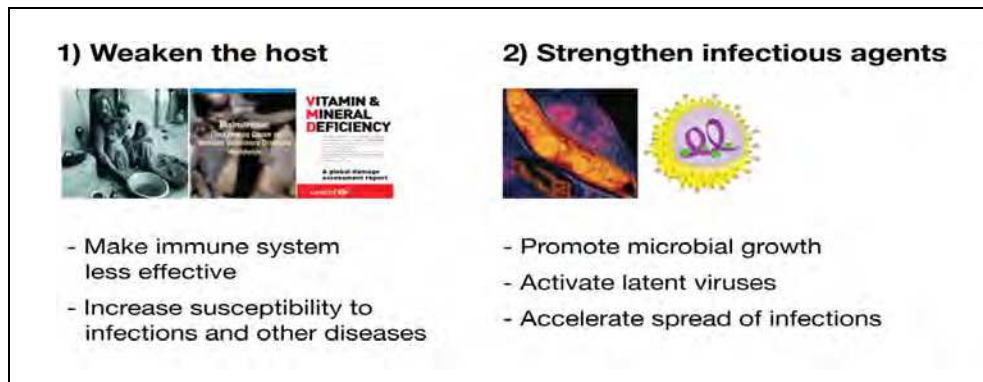 1) Weaken the host
VITAMIN &
MINERAL
DEFICIENCY
A global damage
assessment report
- Make immune system
less effective
- Increase susceptibility to
infections and other diseases
2) Strengthen infectious agents
- Promote microbial growth
- Activate latent viruses
- Accelerate spread of infections